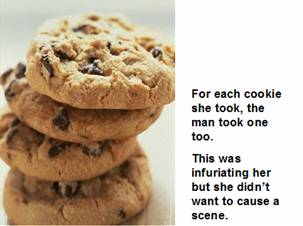 For each cookie
she took, the
man took one
too.
This was
infuriating her
but she didn't
want to cause a
scene.